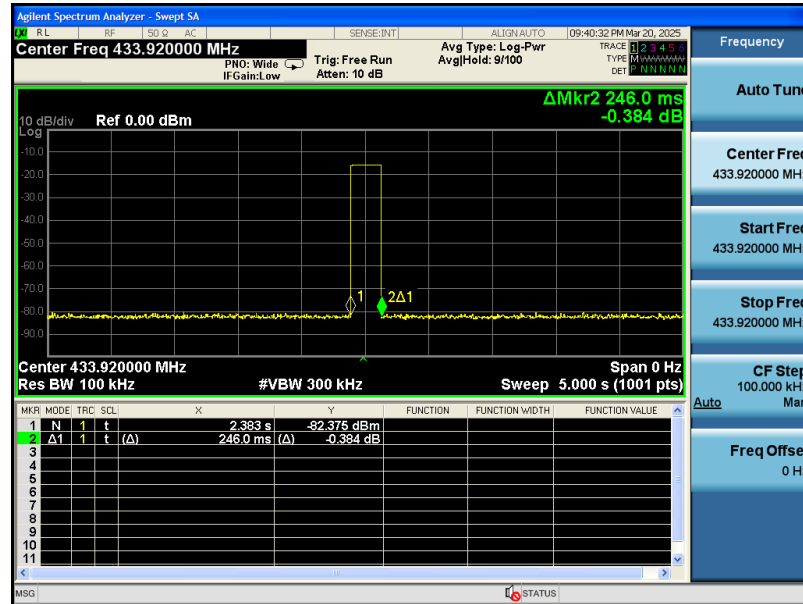 Agilent Spectrum Analyzer - Swept SA
LXI RL RF 50 Ω AC SENSE:INT ALIGN AUTO 09:40:32 PM Mar 20, 2025
Center Freq 433.920000 MHz
PNO: Wide
IFGain:Low
Trig: Free Run
Atten: 10 dB
Avg Type: Log-Pwr
Avg|Hold: 9/100
TRACE 1 2 3 4 5 6
TYPE M
DET P N N N N N
ΔMkr2 246.0 ms
-0.384 dB
10 dB/div Ref 0.00 dBm
Log
-10.0
-20.0
-30.0
-40.0
-50.0
-60.0
-70.0
-80.0
-90.0
1
2Δ1
Center 433.920000 MHz Span 0 Hz
Res BW 100 kHz #VBW 300 kHz Sweep 5.000 s (1001 pts)
MKR MODE TRC SCL X Y FUNCTION FUNCTION WIDTH FUNCTION VALUE
1 N 1 t 2.383 s -82.375 dBm
2 Δ1 1 t (Δ) 246.0 ms (Δ) -0.384 dB
3
4
5
6
7
8
9
10
11
MSG STATUS
Frequency
Auto Tune
Center Freq
433.920000 MHz
Start Freq
433.920000 MHz
Stop Freq
433.920000 MHz
CF Step
100.000 kHz
Auto Man
Freq Offset
0 Hz